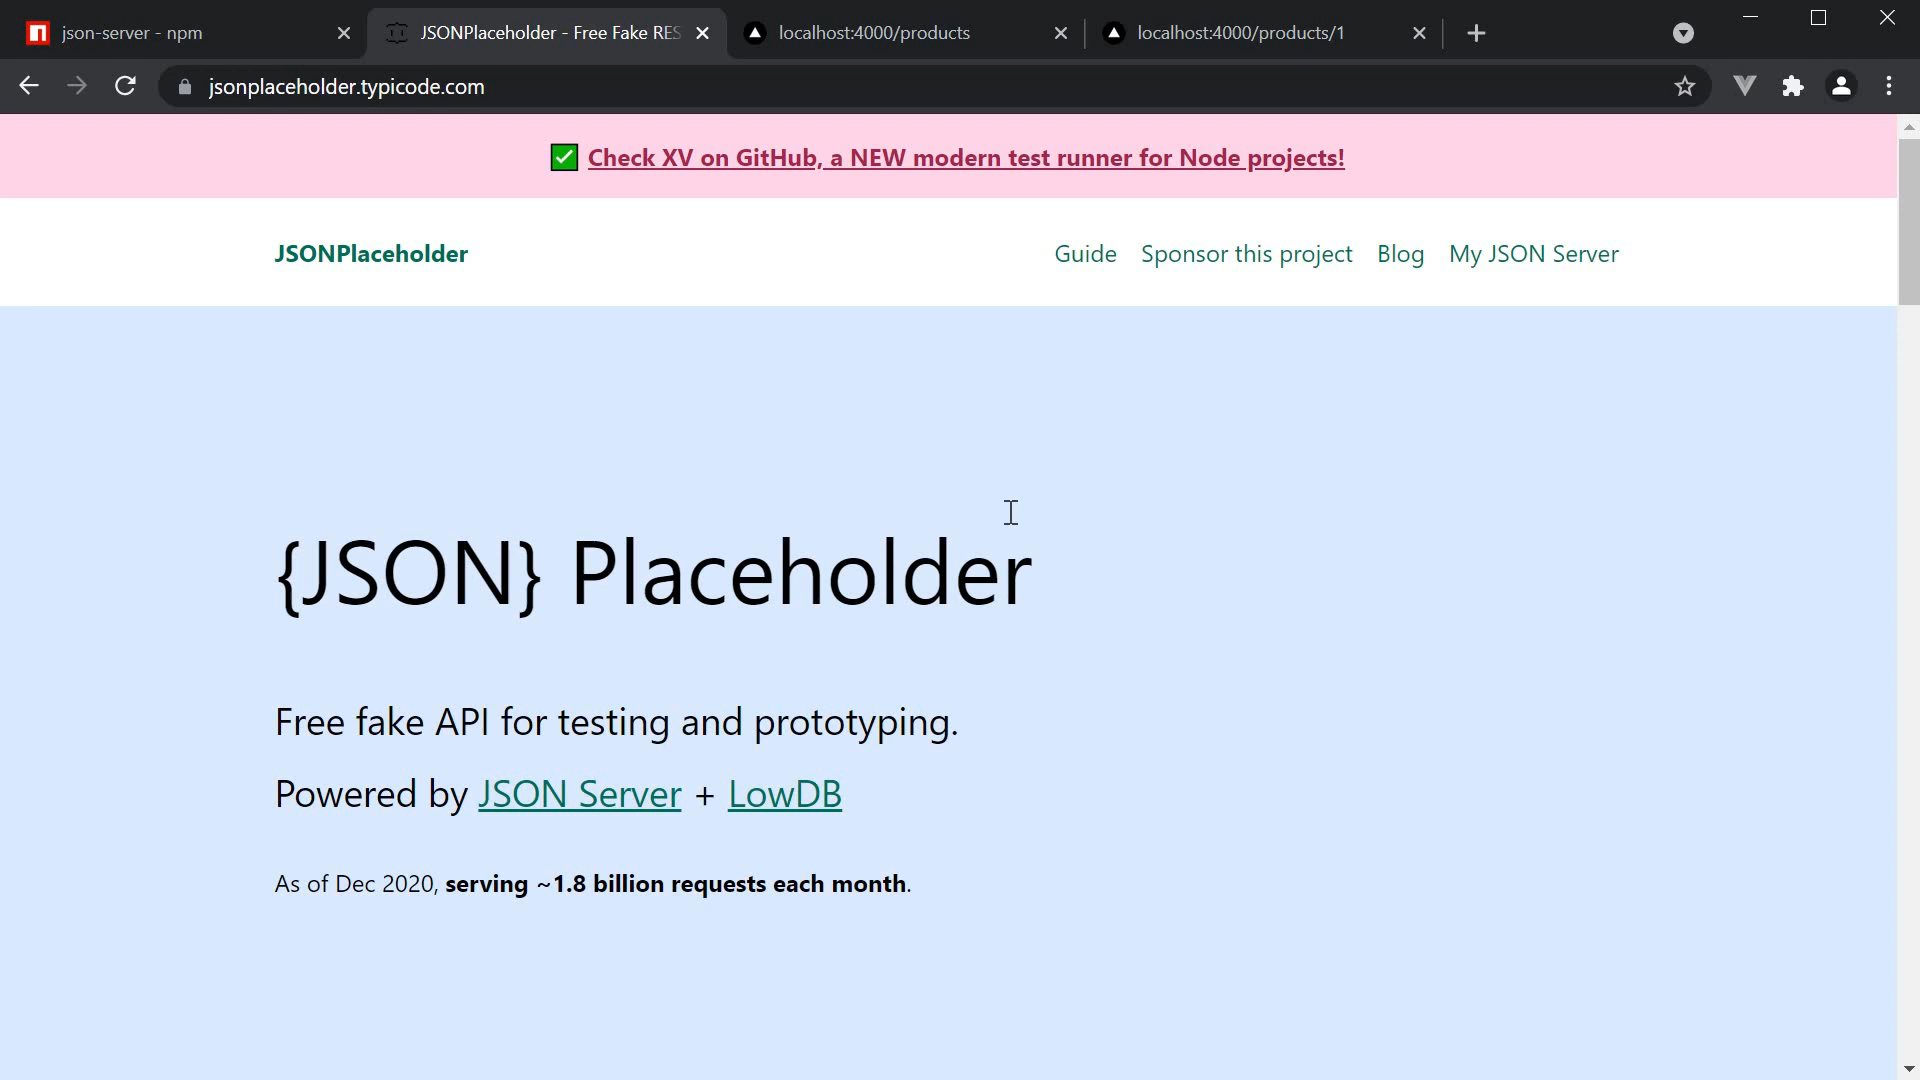 json-server - npm
JSONPlaceholder - Free Fake RES
localhost:4000/products
localhost:4000/products/1
jsonplaceholder.typicode.com
✅ Check XV on GitHub, a NEW modern test runner for Node projects!
JSONPlaceholder
Guide Sponsor this project Blog My JSON Server
{JSON} Placeholder
Free fake API for testing and prototyping.
Powered by JSON Server + LowDB
As of Dec 2020, serving ~1.8 billion requests each month.